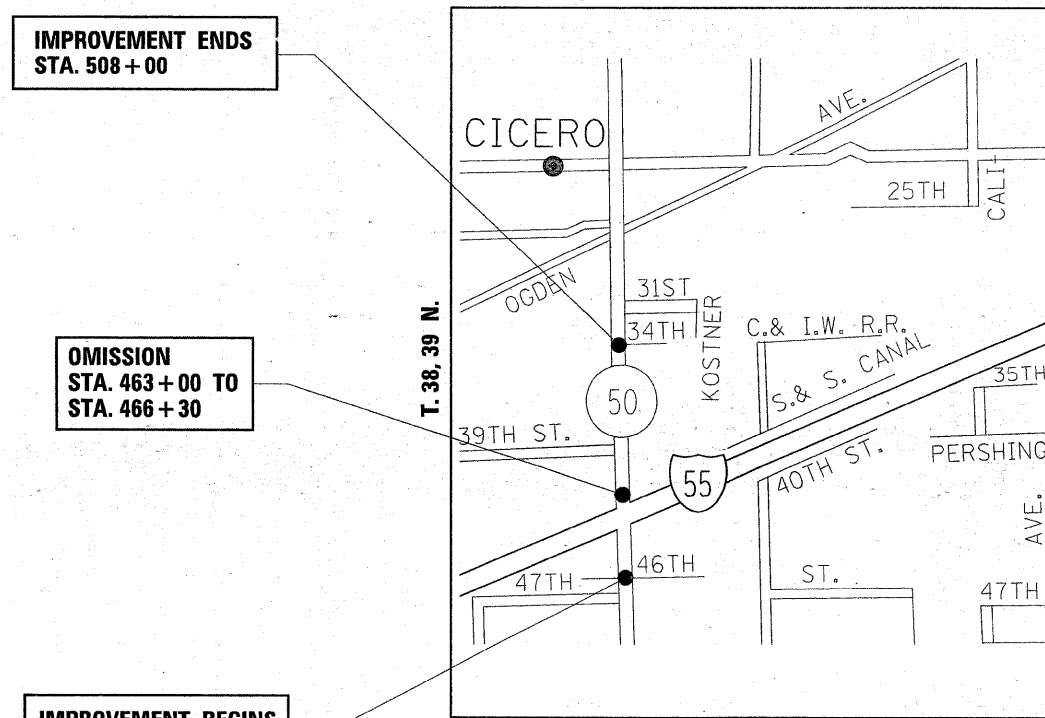 IMPROVEMENT ENDS
STA. 508+00
OMISSION
STA. 463+00 TO
STA. 466+30
IMPROVEMENT BEGINS
T. 38, 39 N.
CICERO
AVE.
25TH
CALI-
OGDEN
31ST
34TH
KOSTNER
C.& I.W. R.R.
S.& S. CANAL
50
35TH
39TH ST.
55
40TH ST.
PERSHING
AVE.
46TH
47TH
ST.
47TH